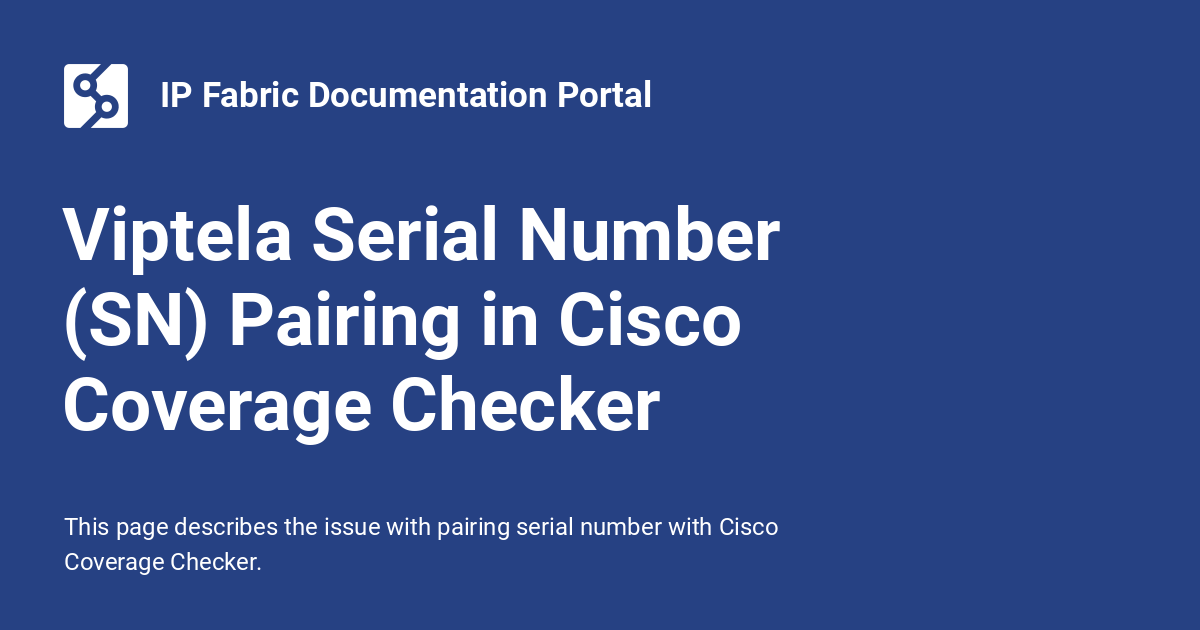 IP Fabric Documentation Portal
Viptela Serial Number
(SN) Pairing in Cisco
Coverage Checker
This page describes the issue with pairing serial number with Cisco
Coverage Checker.